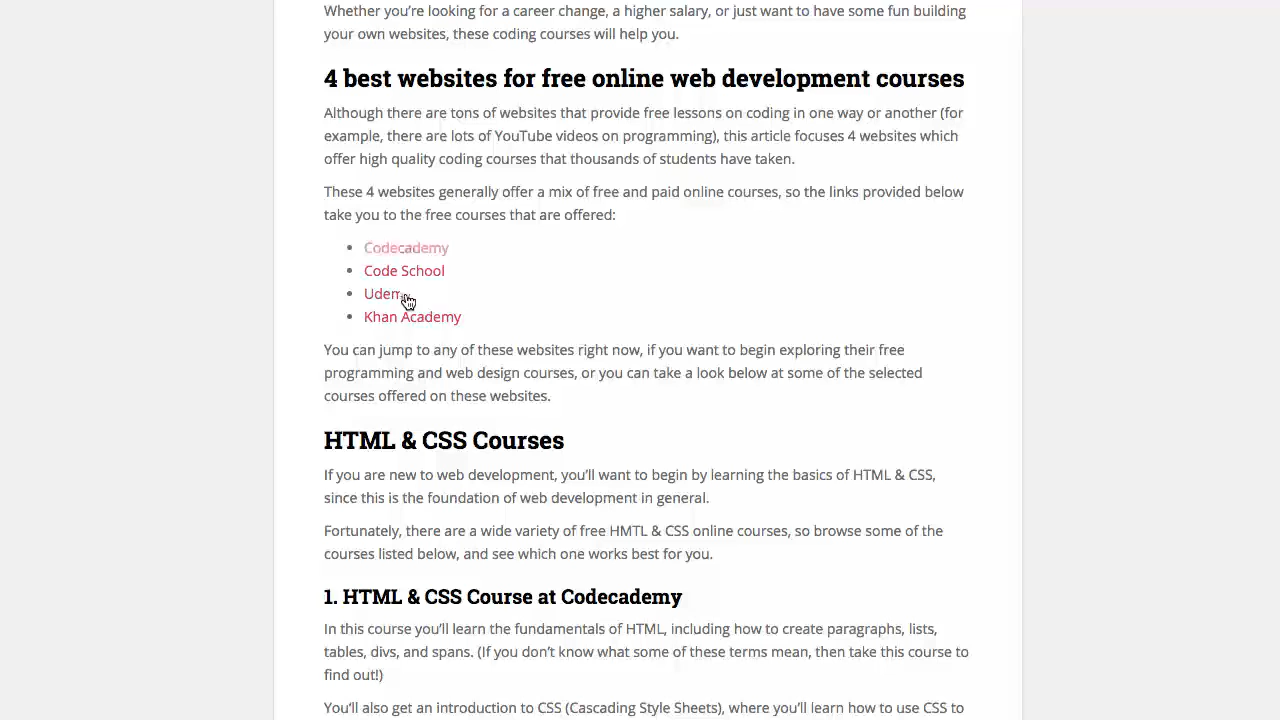 Whether you’re looking for a career change, a higher salary, or just want to have some fun building
your own websites, these coding courses will help you.
4 best websites for free online web development courses
Although there are tons of websites that provide free lessons on coding in one way or another (for
example, there are lots of YouTube videos on programming), this article focuses 4 websites which
offer high quality coding courses that thousands of students have taken.
These 4 websites generally offer a mix of free and paid online courses, so the links provided below
take you to the free courses that are offered:
• Codecademy
• Code School
• Udemy
• Khan Academy
You can jump to any of these websites right now, if you want to begin exploring their free
programming and web design courses, or you can take a look below at some of the selected
courses offered on these websites.
HTML & CSS Courses
If you are new to web development, you’ll want to begin by learning the basics of HTML & CSS,
since this is the foundation of web development in general.
Fortunately, there are a wide variety of free HMTL & CSS online courses, so browse some of the
courses listed below, and see which one works best for you.
1. HTML & CSS Course at Codecademy
In this course you’ll learn the fundamentals of HTML, including how to create paragraphs, lists,
tables, divs, and spans. (If you don’t know what some of these terms mean, then take this course to
find out!)
You’ll also get an introduction to CSS (Cascading Style Sheets), where you’ll learn how to use CSS to